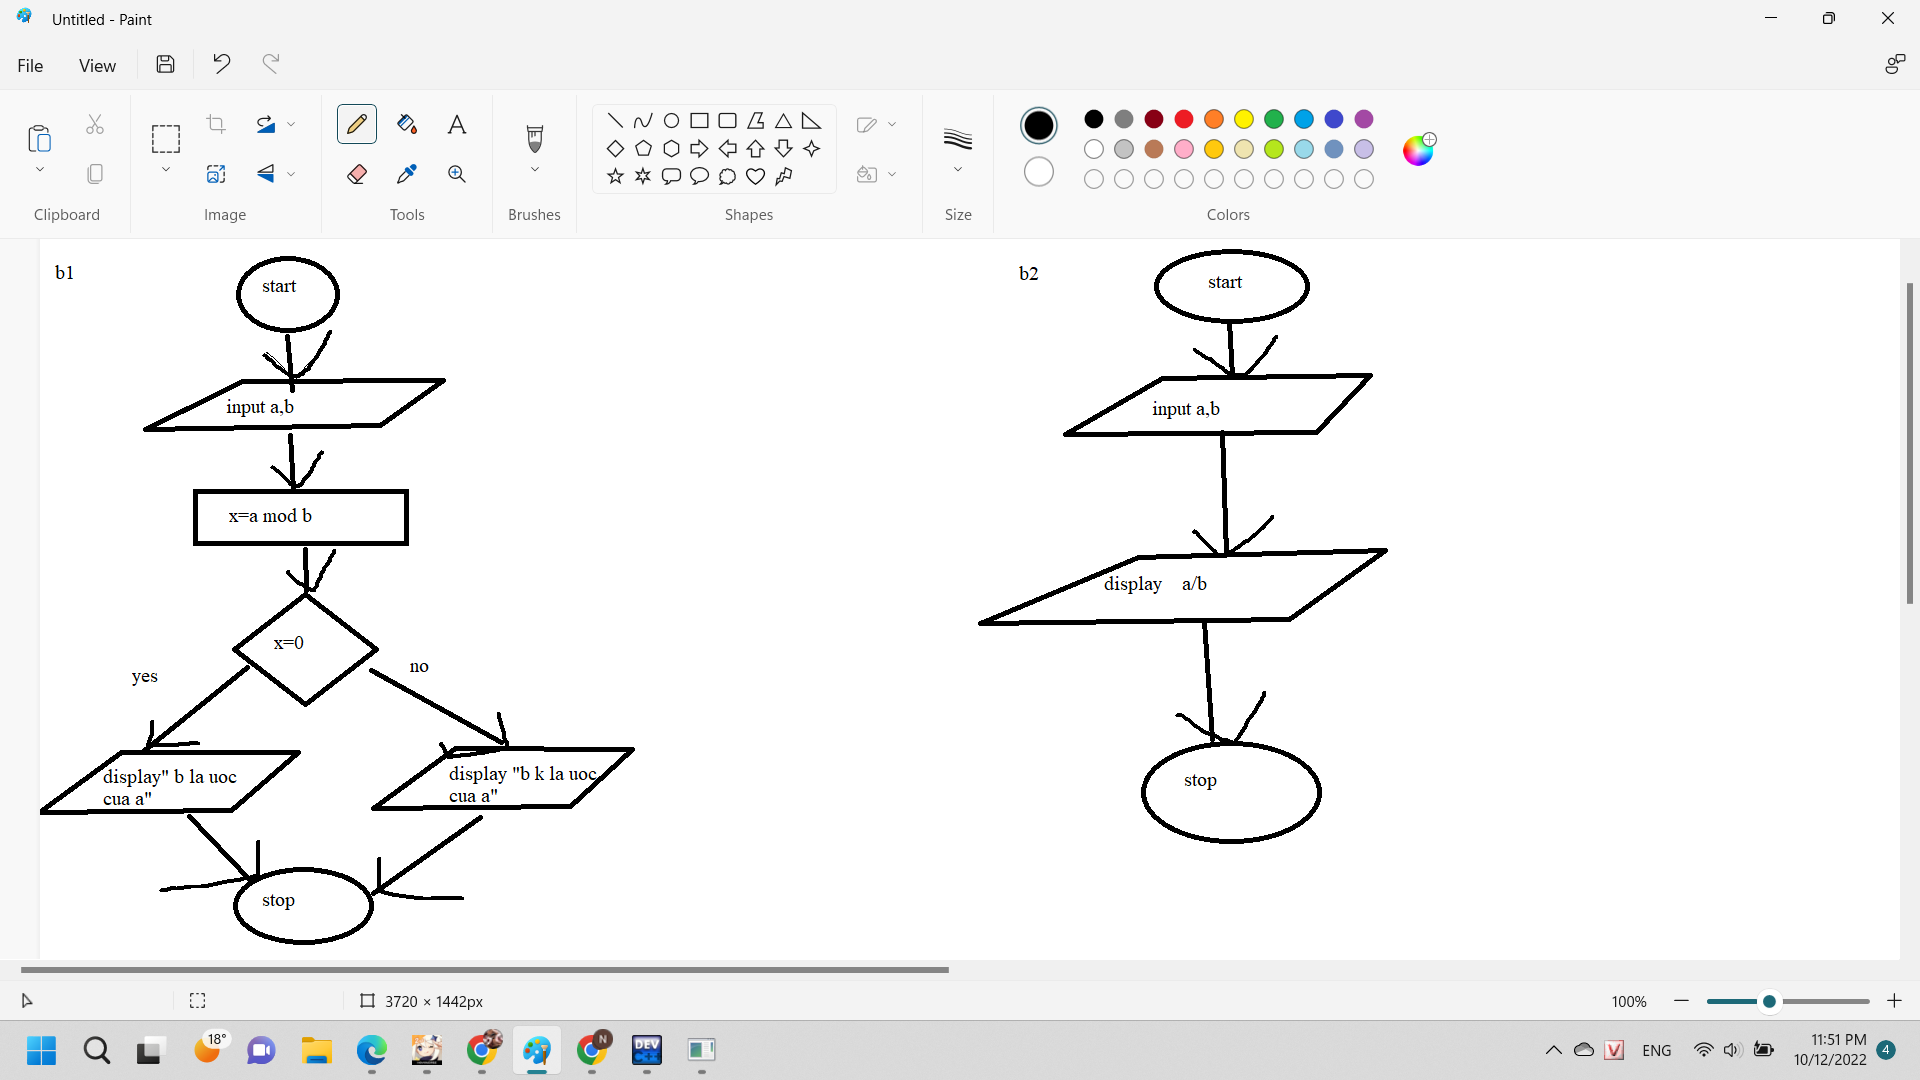 Untitled - Paint
File
View
Clipboard
Image
Tools
Brushes
Shapes
Size
Colors
b1
start
input a,b
x=a mod b
x=0
yes
no
display" b la uoc
cua a"
display "b k la uoc
cua a"
stop
b2
start
input a,b
display a/b
stop
3720 × 1442px
100%
18°
N
DEV
C++
V
ENG
11:51 PM
10/12/2022
4